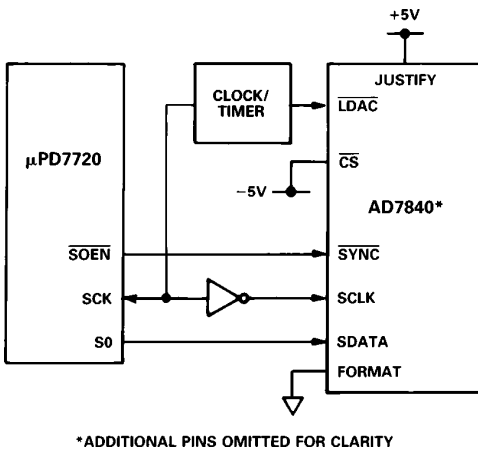 +5V
JUSTIFY
CLOCK/
TIMER
LDAC
μPD7720
CS
−5V
AD7840*
SOEN
SYNC
SCK
SCLK
S0
SDATA
FORMAT
*ADDITIONAL PINS OMITTED FOR CLARITY